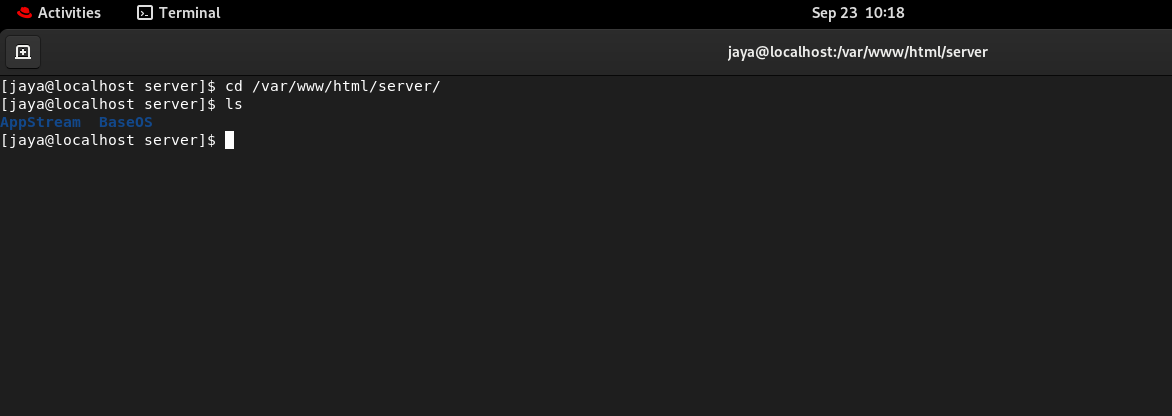 Activities Terminal Sep 23 10:18
jaya@localhost:/var/www/html/server
[jaya@localhost server]$ cd /var/www/html/server/
[jaya@localhost server]$ ls
AppStream  BaseOS
[jaya@localhost server]$